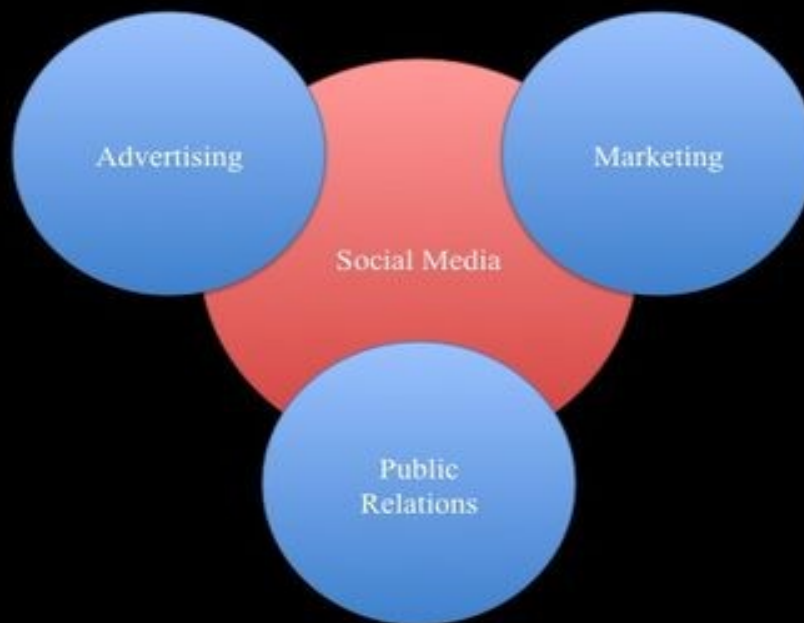 Advertising
Marketing
Social Media
Public
Relations